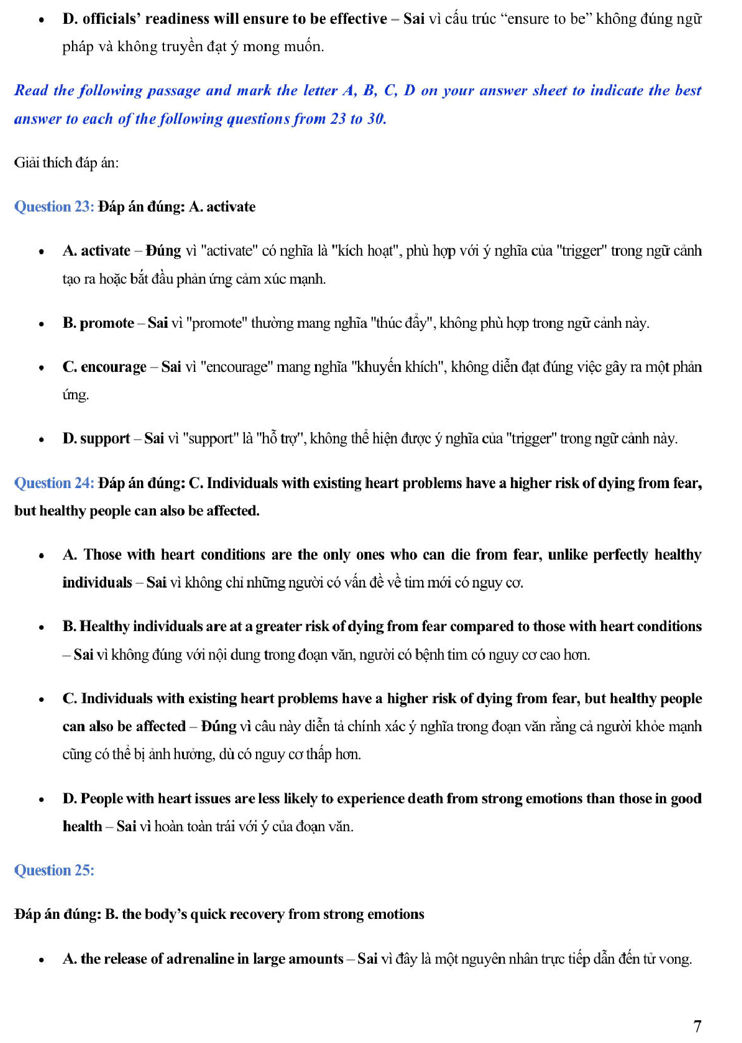 • D. officials’ readiness will ensure to be effective – Sai vì cấu trúc “ensure to be” không đúng ngữ
pháp và không truyền đạt ý mong muốn.
Read the following passage and mark the letter A, B, C, D on your answer sheet to indicate the best
answer to each of the following questions from 23 to 30.
Giải thích đáp án:
Question 23: Đáp án đúng: A. activate
• A. activate – Đúng vì "activate" có nghĩa là "kích hoạt", phù hợp với ý nghĩa của "trigger" trong ngữ cảnh
tạo ra hoặc bắt đầu phản ứng cảm xúc mạnh.
• B. promote – Sai vì "promote" thường mang nghĩa "thúc đẩy", không phù hợp trong ngữ cảnh này.
• C. encourage – Sai vì "encourage" mang nghĩa "khuyến khích", không diễn đạt đúng việc gây ra một phản
ứng.
• D. support – Sai vì "support" là "hỗ trợ", không thể hiện được ý nghĩa của "trigger" trong ngữ cảnh này.
Question 24: Đáp án đúng: C. Individuals with existing heart problems have a higher risk of dying from fear,
but healthy people can also be affected.
• A. Those with heart conditions are the only ones who can die from fear, unlike perfectly healthy
individuals – Sai vì không chỉ những người có vấn đề về tim mới có nguy cơ.
• B. Healthy individuals are at a greater risk of dying from fear compared to those with heart conditions
– Sai vì không đúng với nội dung trong đoạn văn, người có bệnh tim có nguy cơ cao hơn.
• C. Individuals with existing heart problems have a higher risk of dying from fear, but healthy people
can also be affected – Đúng vì câu này diễn tả chính xác ý nghĩa trong đoạn văn rằng cả người khỏe mạnh
cũng có thể bị ảnh hưởng, dù có nguy cơ thấp hơn.
• D. People with heart issues are less likely to experience death from strong emotions than those in good
health – Sai vì hoàn toàn trái với ý của đoạn văn.
Question 25:
Đáp án đúng: B. the body’s quick recovery from strong emotions
• A. the release of adrenaline in large amounts – Sai vì đây là một nguyên nhân trực tiếp dẫn đến tử vong.
7